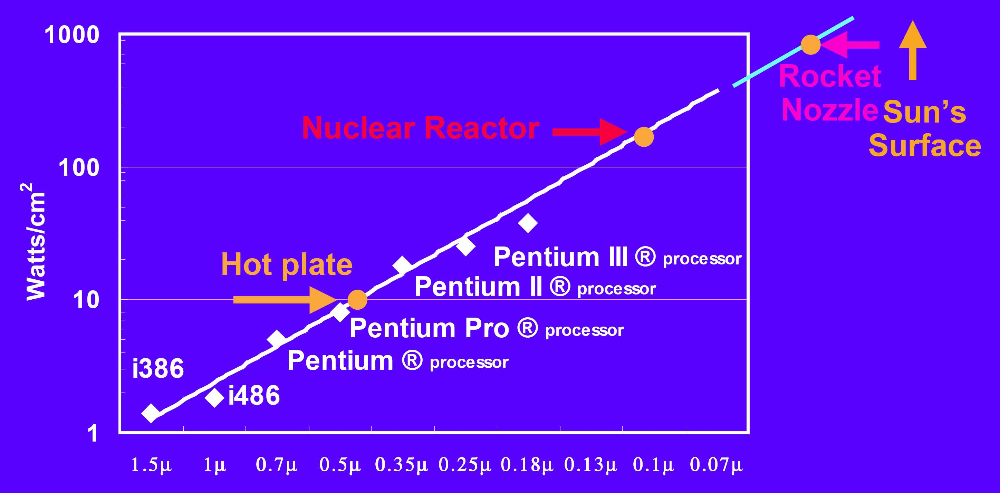 1000
100
10
1
Watts/cm²
Rocket
Nozzle
Sun’s
Surface
Nuclear Reactor
Hot plate
Pentium III ® processor
Pentium II ® processor
Pentium Pro ® processor
Pentium ® processor
i386
i486
1.5µ 1µ 0.7µ 0.5µ 0.35µ 0.25µ 0.18µ 0.13µ 0.1µ 0.07µ